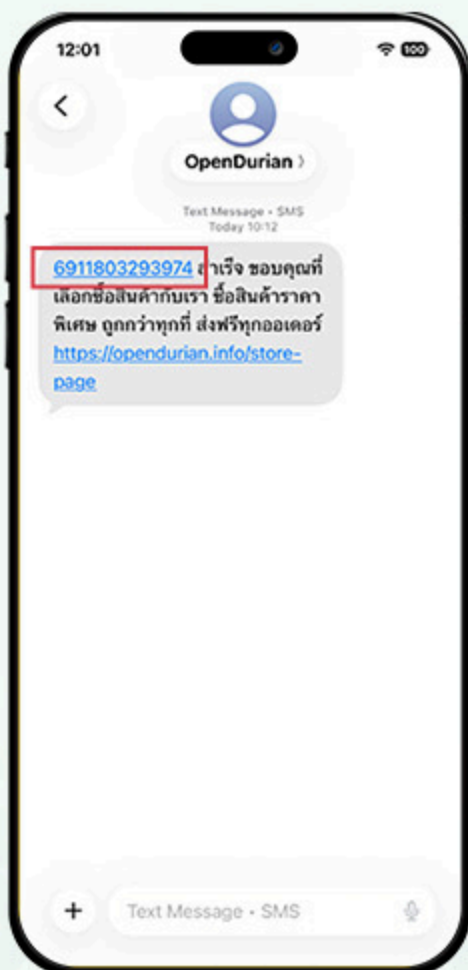 12:01
100
OpenDurian
Text Message • SMS
Today 10:12
6911803293974 สำเร็จ ขอบคุณที่
เลือกซื้อสินค้ากับเรา ซื้อสินค้าราคา
พิเศษ ถูกกว่าทุกที่ ส่งฟรีทุกออเดอร์
https://opendurian.info/store-
page
Text Message • SMS